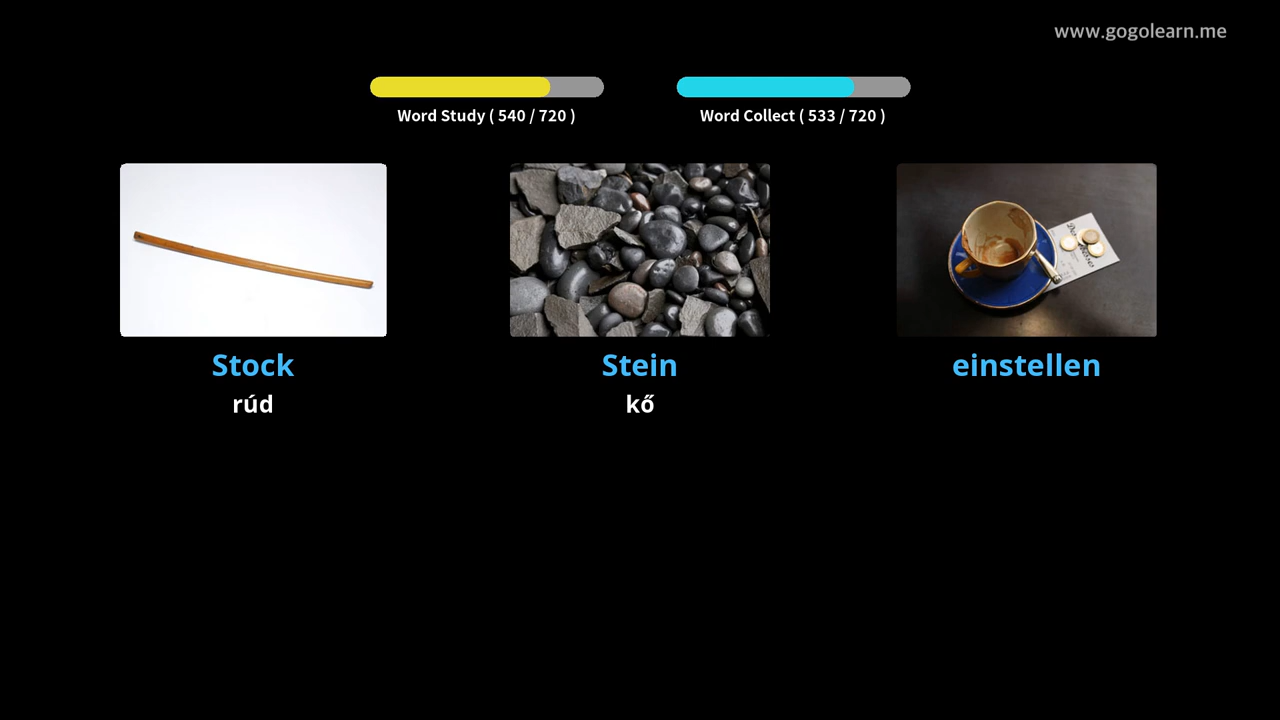 www.gogolearn.me
Word Study ( 540 / 720 )
Word Collect ( 533 / 720 )
Stock
rúd
Stein
kő
einstellen